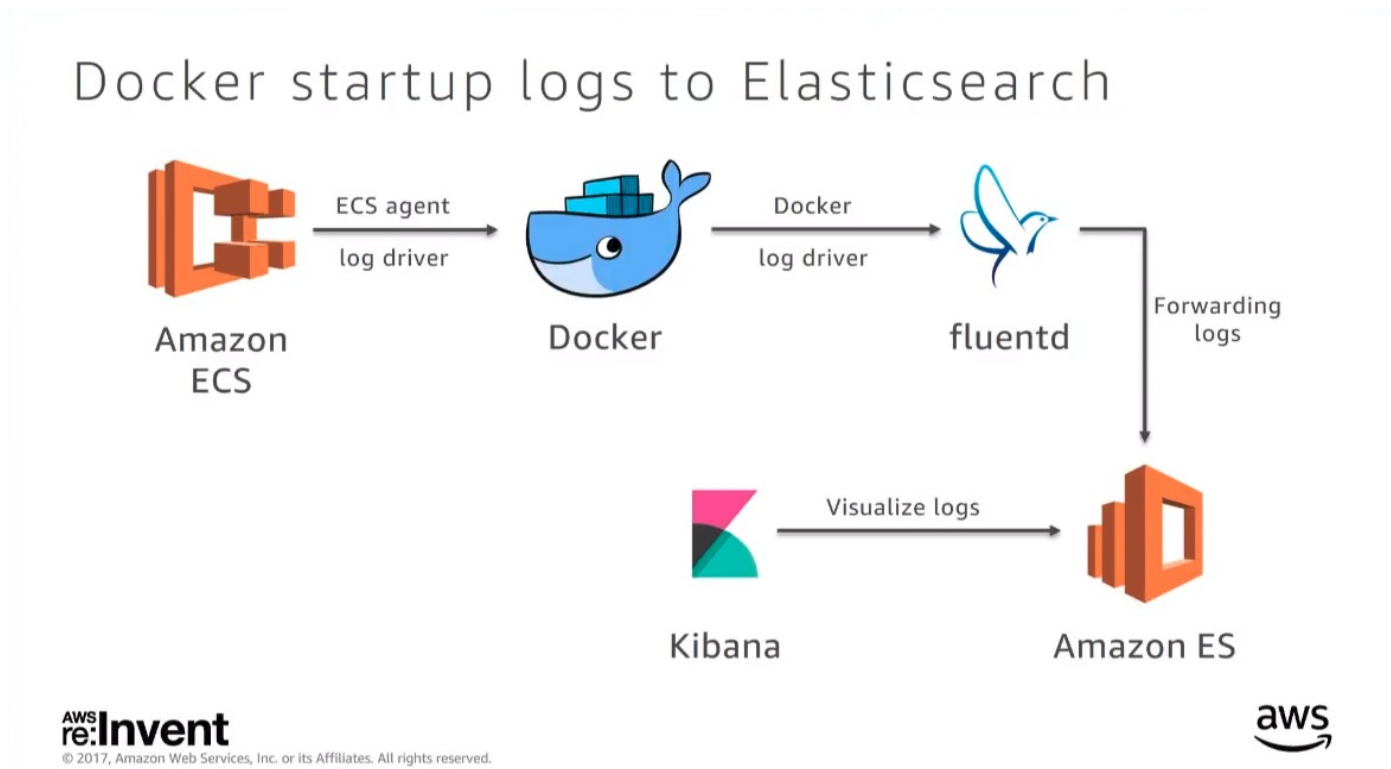 Docker startup logs to Elasticsearch
ECS agent
log driver
Docker
log driver
Amazon
ECS
Docker
fluentd
Forwarding
logs
Visualize logs
Kibana
Amazon ES
AWS
re:Invent
© 2017, Amazon Web Services, Inc. or its Affiliates. All rights reserved.
aws